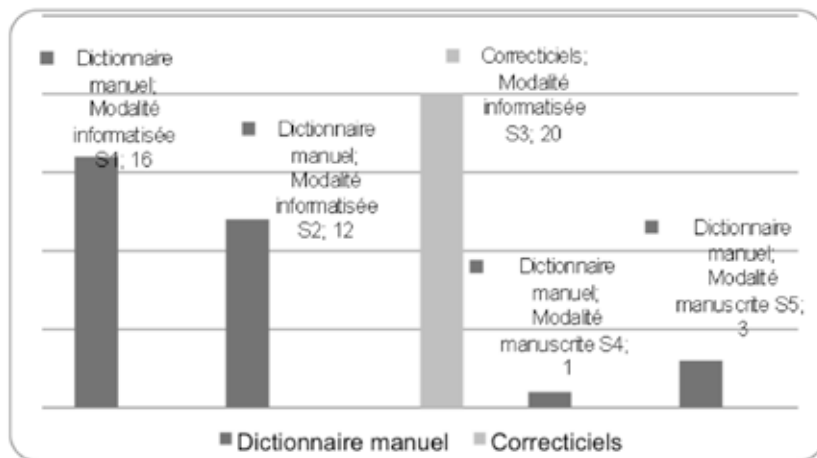 Dictionnaire
manuel;
Modalité
informatisée
S1; 16
Dictionnaire
manuel;
Modalité
informatisée
S2; 12
Correcticiels;
Modalité
informatisée
S3; 20
Dictionnaire
manuel;
Modalité
manuscrite S4;
1
Dictionnaire
manuel;
Modalité
manuscrite S5;
3
Dictionnaire manuel Correcticiels